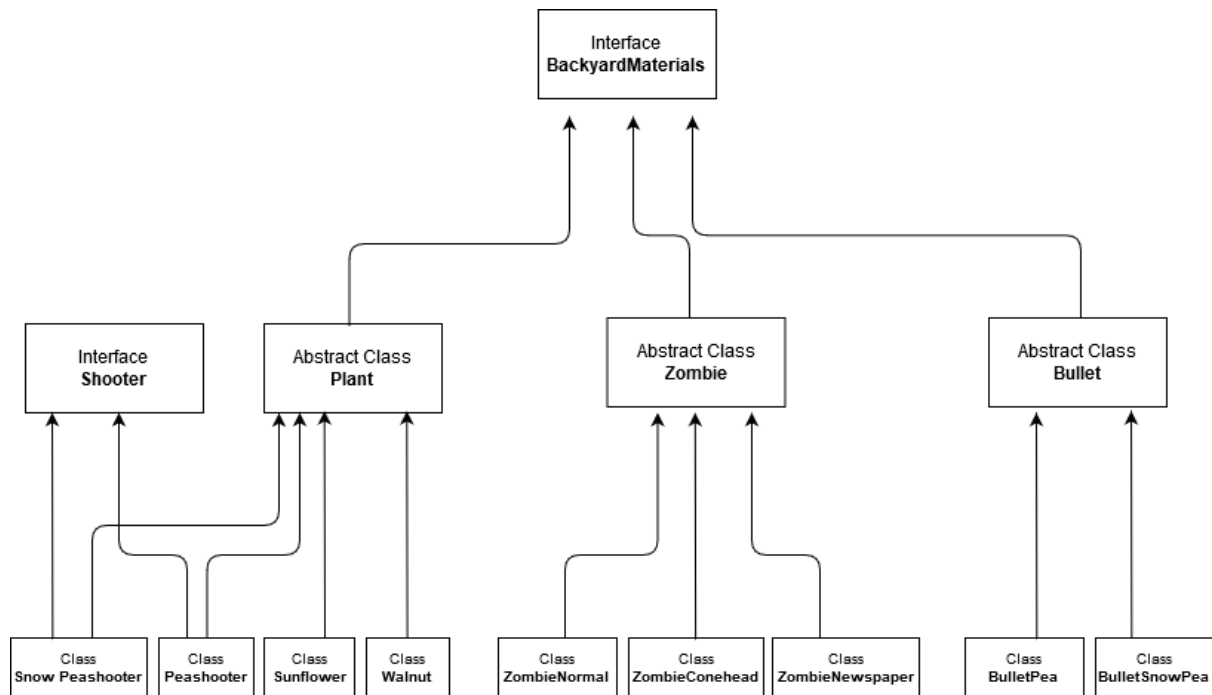 Interface
BackyardMaterials
Interface
Shooter
Abstract Class
Plant
Abstract Class
Zombie
Abstract Class
Bullet
Class
Snow Peashooter
Class
Peashooter
Class
Sunflower
Class
Walnut
Class
ZombieNormal
Class
ZombieConehead
Class
ZombieNewspaper
Class
BulletPea
Class
BulletSnowPea